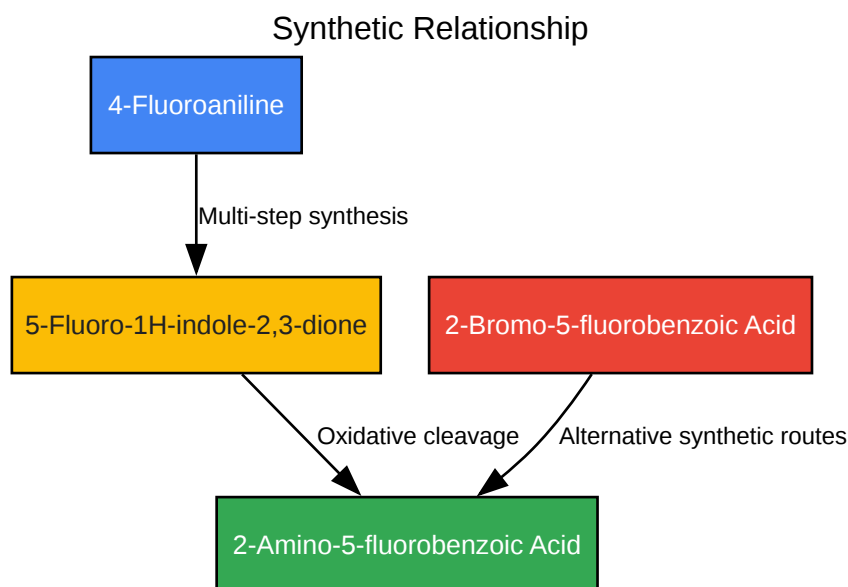 Synthetic Relationship
4-Fluoroaniline
Multi-step synthesis
5-Fluoro-1H-indole-2,3-dione
2-Bromo-5-fluorobenzoic Acid
Oxidative cleavage
Alternative synthetic routes
2-Amino-5-fluorobenzoic Acid